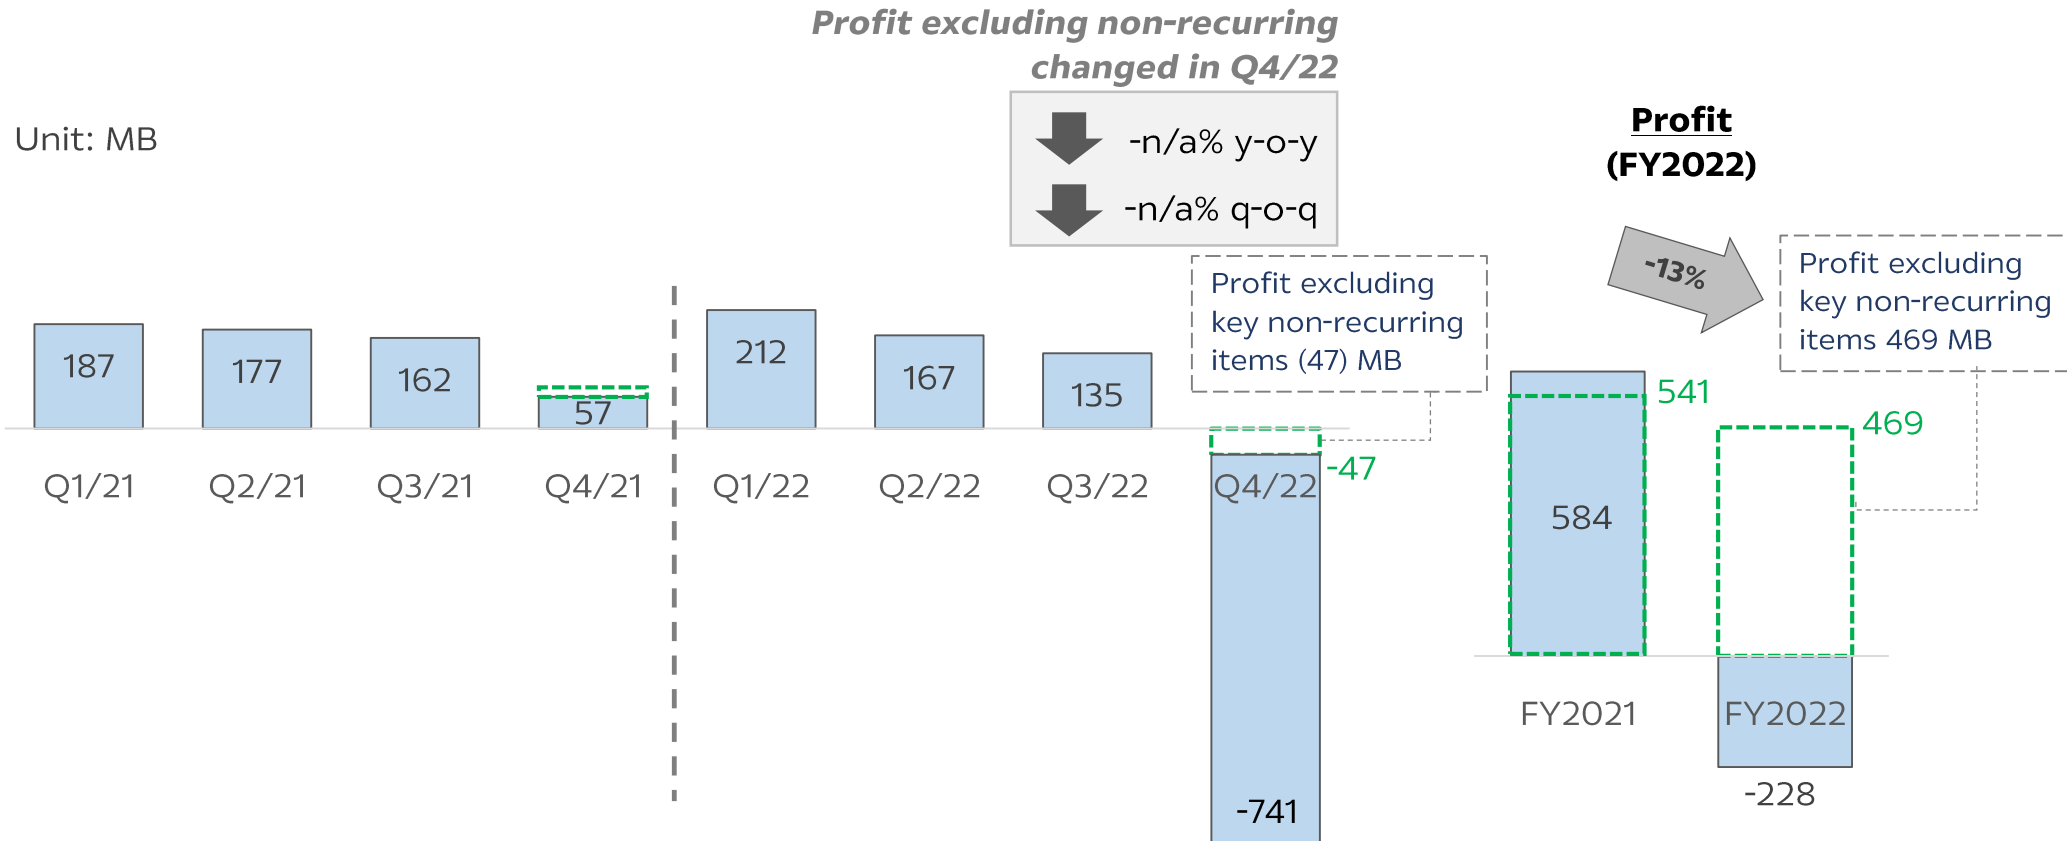 Profit excluding non-recurring
changed in Q4/22
-n/a% y-o-y
-n/a% q-o-q
Unit: MB
Profit
(FY2022)
-13%
Profit excluding
key non-recurring
items (47) MB
Profit excluding
key non-recurring
items 469 MB
187
177
162
57
212
167
135
-47
-741
Q1/21
Q2/21
Q3/21
Q4/21
Q1/22
Q2/22
Q3/22
Q4/22
541
469
584
FY2021
FY2022
-228